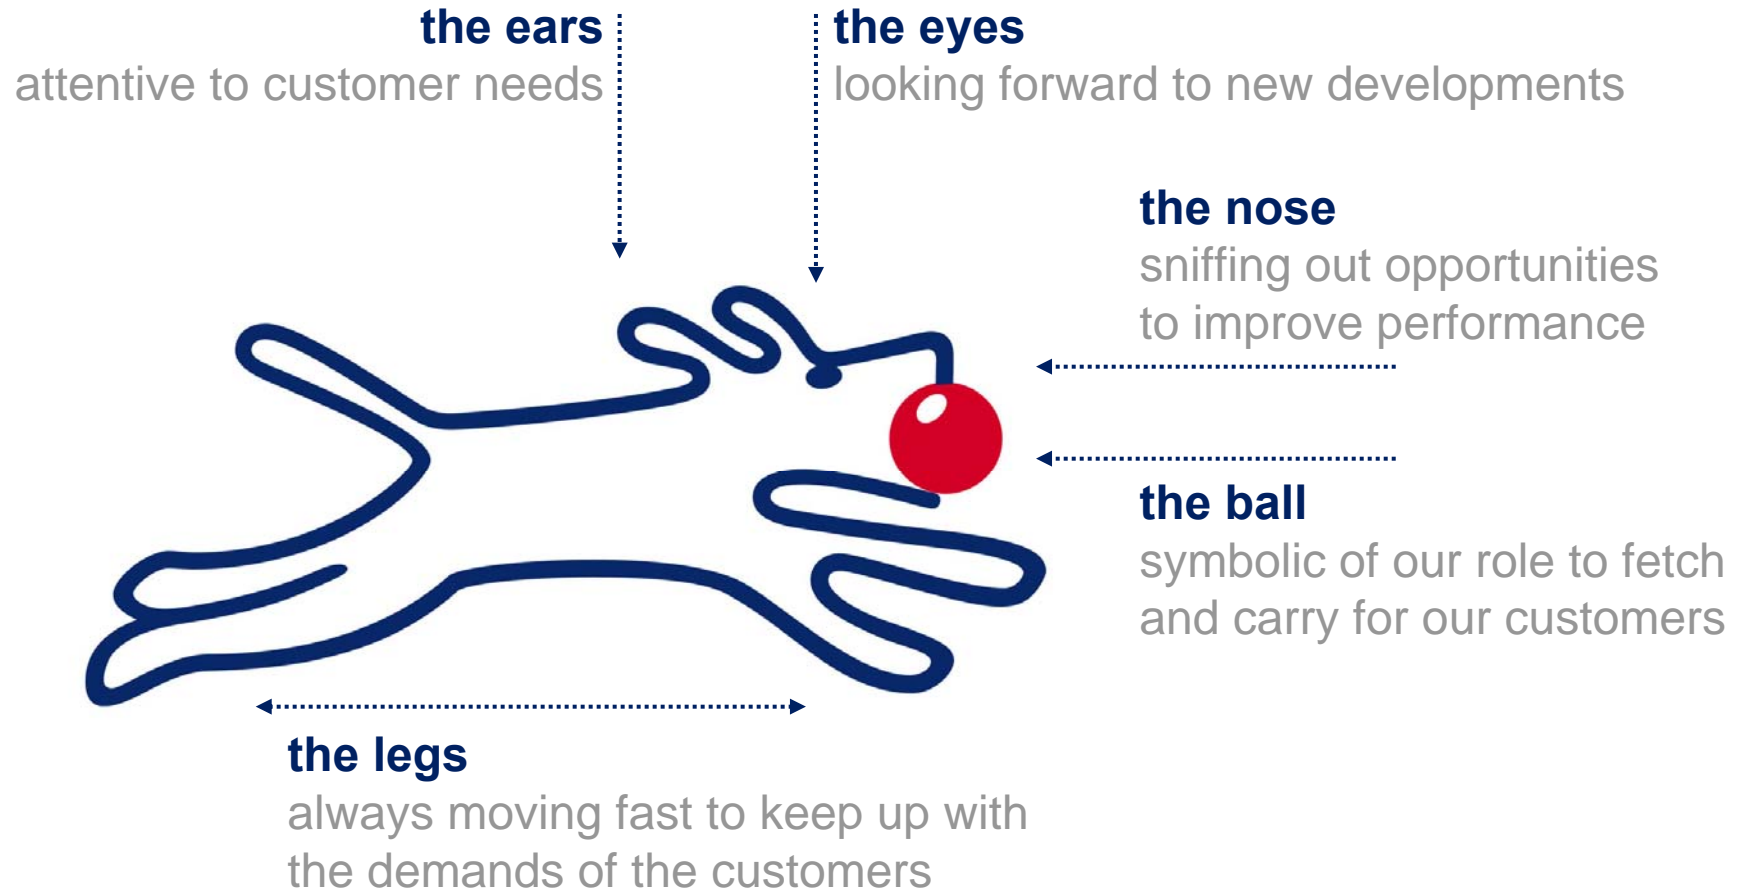 the ears
attentive to customer needs
the eyes
looking forward to new developments
the nose
sniffing out opportunities
to improve performance
the ball
symbolic of our role to fetch
and carry for our customers
the legs
always moving fast to keep up with
the demands of the customers